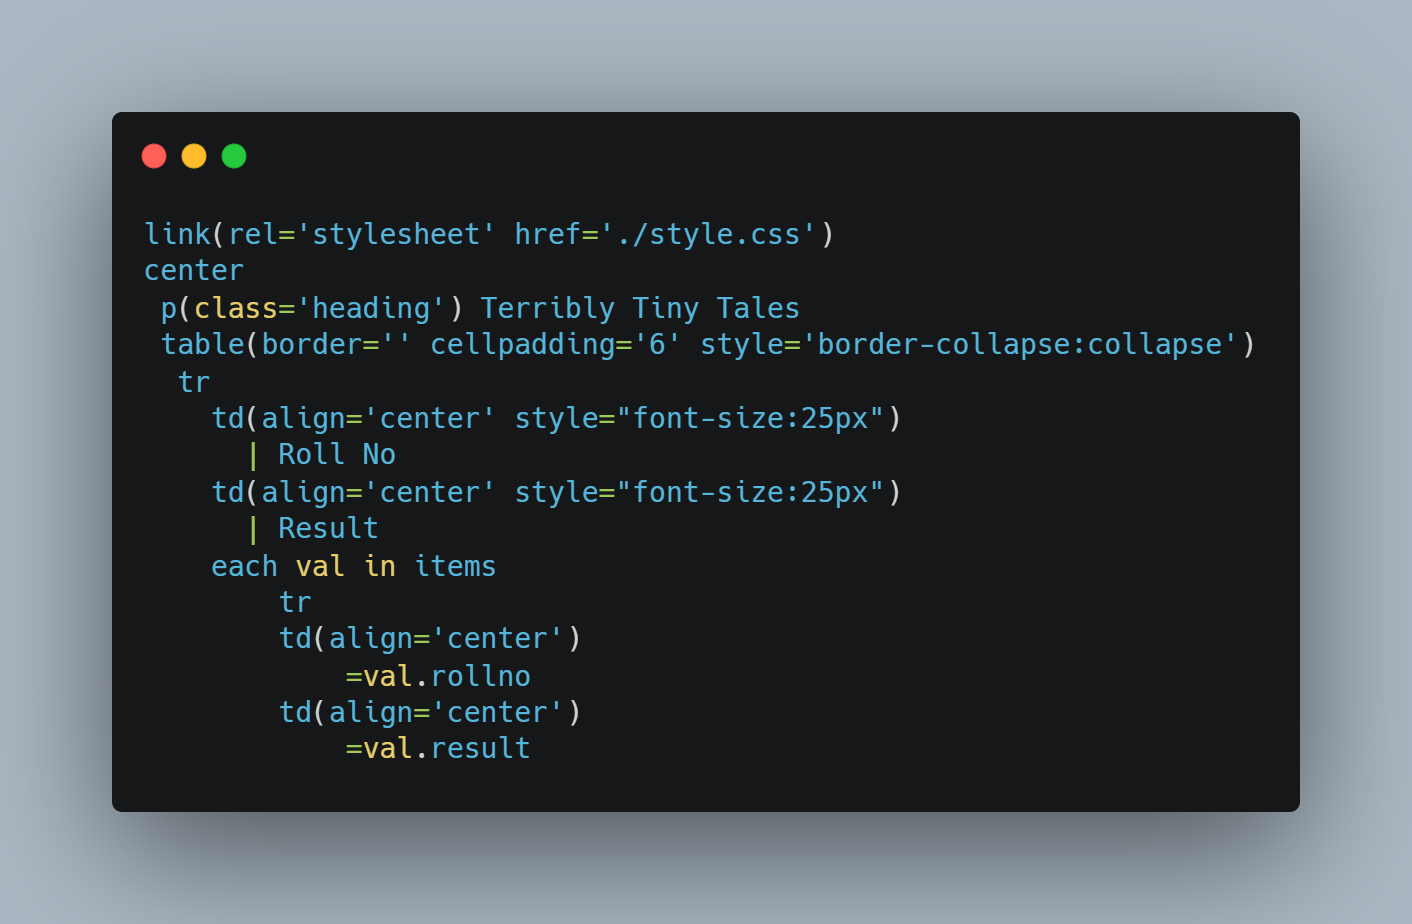 link(rel='stylesheet' href='./style.css')
center
 p(class='heading') Terribly Tiny Tales
 table(border='' cellpadding='6' style='border-collapse:collapse')
  tr
    td(align='center' style="font-size:25px")
      | Roll No
    td(align='center' style="font-size:25px")
      | Result
    each val in items
        tr
        td(align='center')
            =val.rollno
        td(align='center')
            =val.result